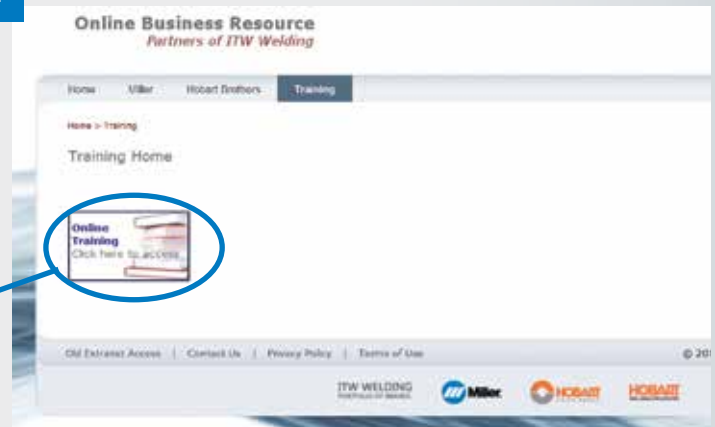 Online Business Resource
Partners of ITW Welding
Home Miller Hobart Brothers Training
Home > Training
Training Home
Online
Training
Click here to access
Old Extranet Access | Contact Us | Privacy Policy | Terms of Use © 20
ITW WELDING Miller HOBART HOBART